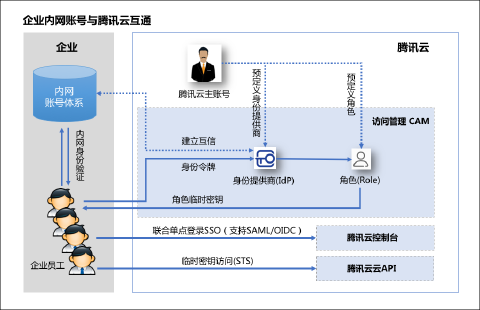 企业内网账号与腾讯云互通
企业
腾讯云
内网
账号体系
腾讯云主账号
预定义身份提供商
预定义角色
访问管理 CAM
建立互信
内网身份验证
身份令牌
身份提供商(IdP)
角色(Role)
角色临时密钥
联合单点登录SSO（支持SAML/OIDC）
腾讯云控制台
企业员工
临时密钥访问(STS)
腾讯云云API